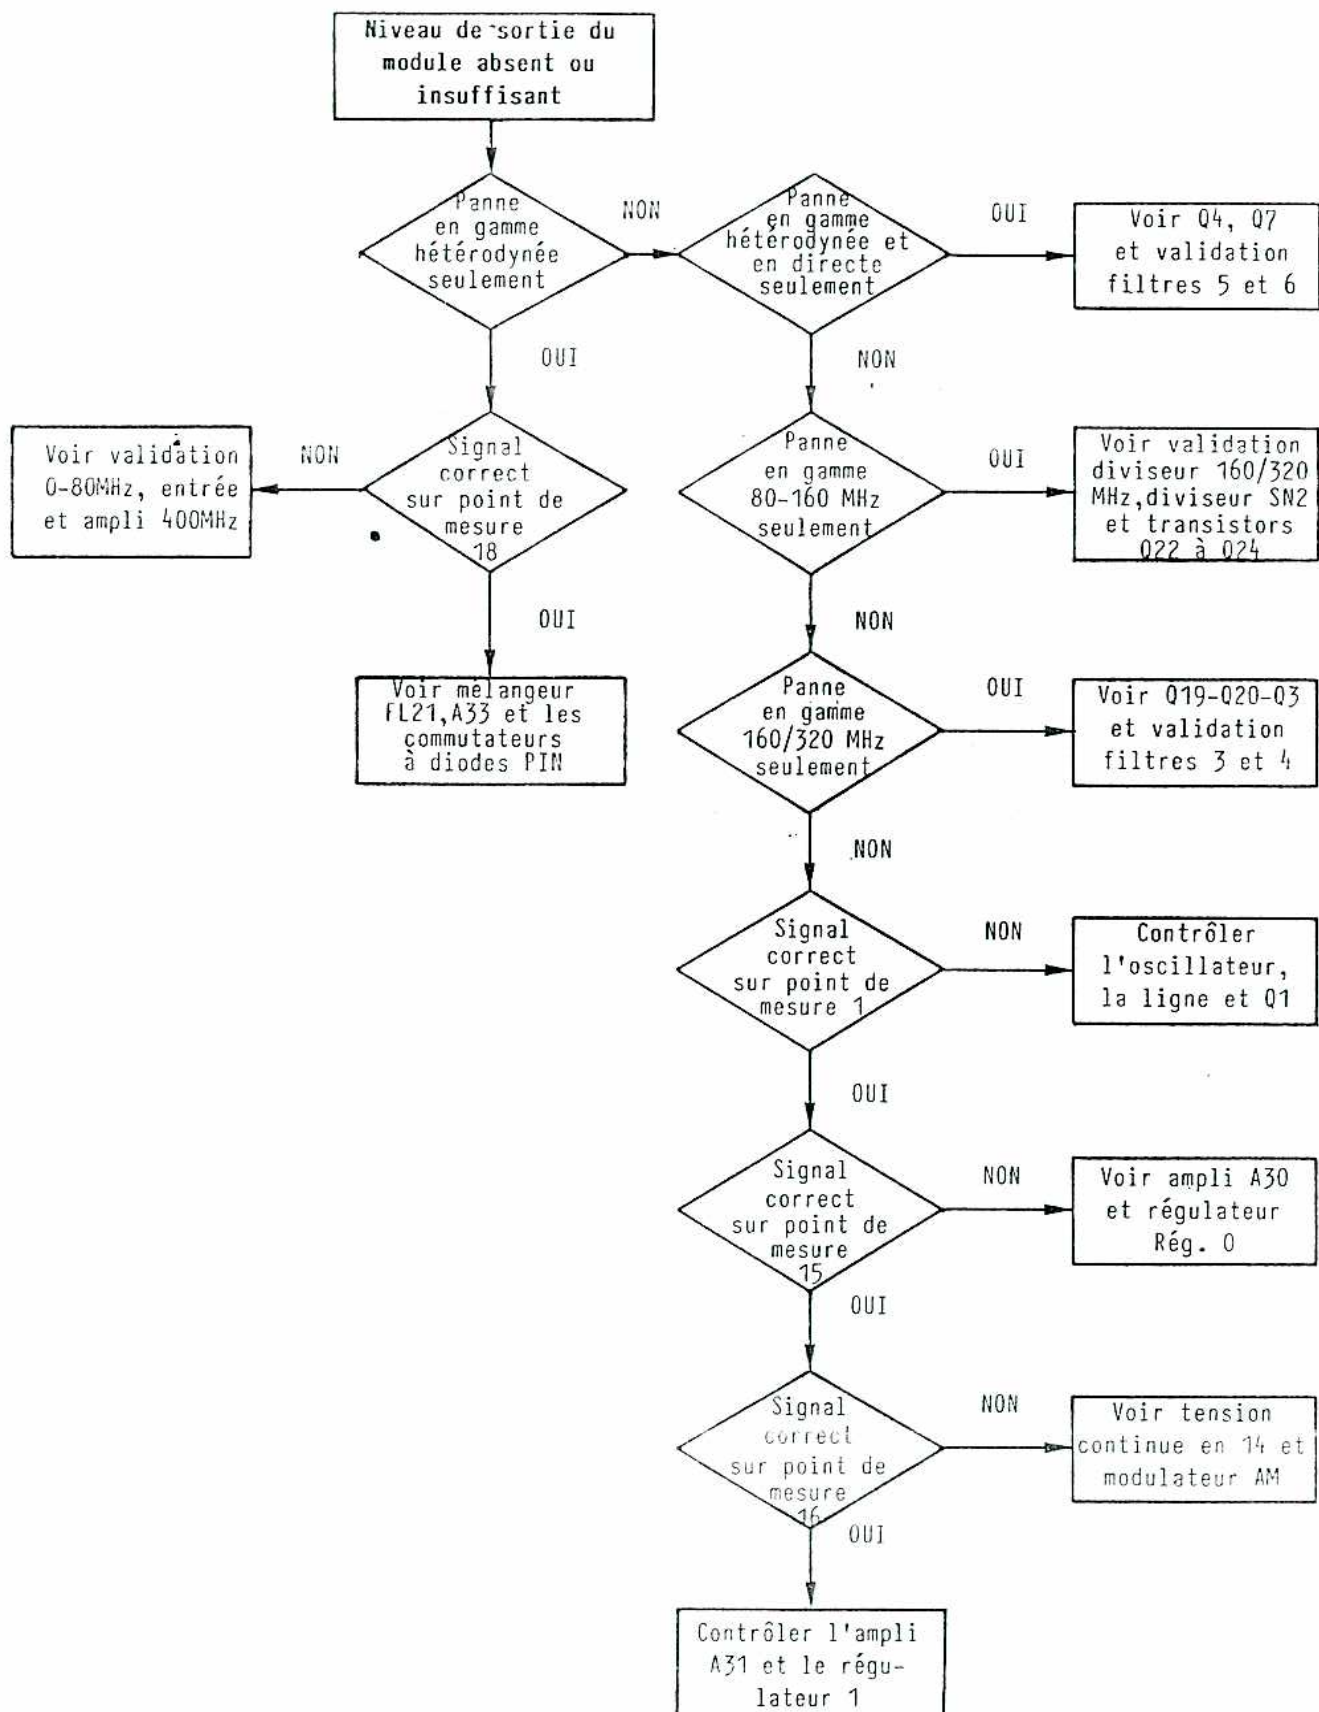 Niveau de sortie du
module absent ou
insuffisant
Panne
en gamme
hétérodynée
seulement
NON
Panne
en gamme
hétérodynée et
en directe
seulement
OUI
Voir Q4, Q7
et validation
filtres 5 et 6
OUI
NON
Voir validation
0-80MHz, entrée
et ampli 400MHz
NON
Signal
correct
sur point de
mesure
18
Panne
en gamme
80-160 MHz
seulement
OUI
Voir validation
diviseur 160/320
MHz,diviseur SN2
et transistors
Q22 à Q24
OUI
NON
Voir mélangeur
FL21,A33 et les
commutateurs
à diodes PIN
Panne
en gamme
160/320 MHz
seulement
OUI
Voir Q19-Q20-Q3
et validation
filtres 3 et 4
NON
Signal
correct
sur point de
mesure 1
NON
Contrôler
l'oscillateur,
la ligne et Q1
OUI
Signal
correct
sur point de
mesure
15
NON
Voir ampli A30
et régulateur
Rég. 0
OUI
Signal
correct
sur point de
mesure
16
NON
Voir tension
continue en 14 et
modulateur AM
OUI
Contrôler l'ampli
A31 et le régu-
lateur 1